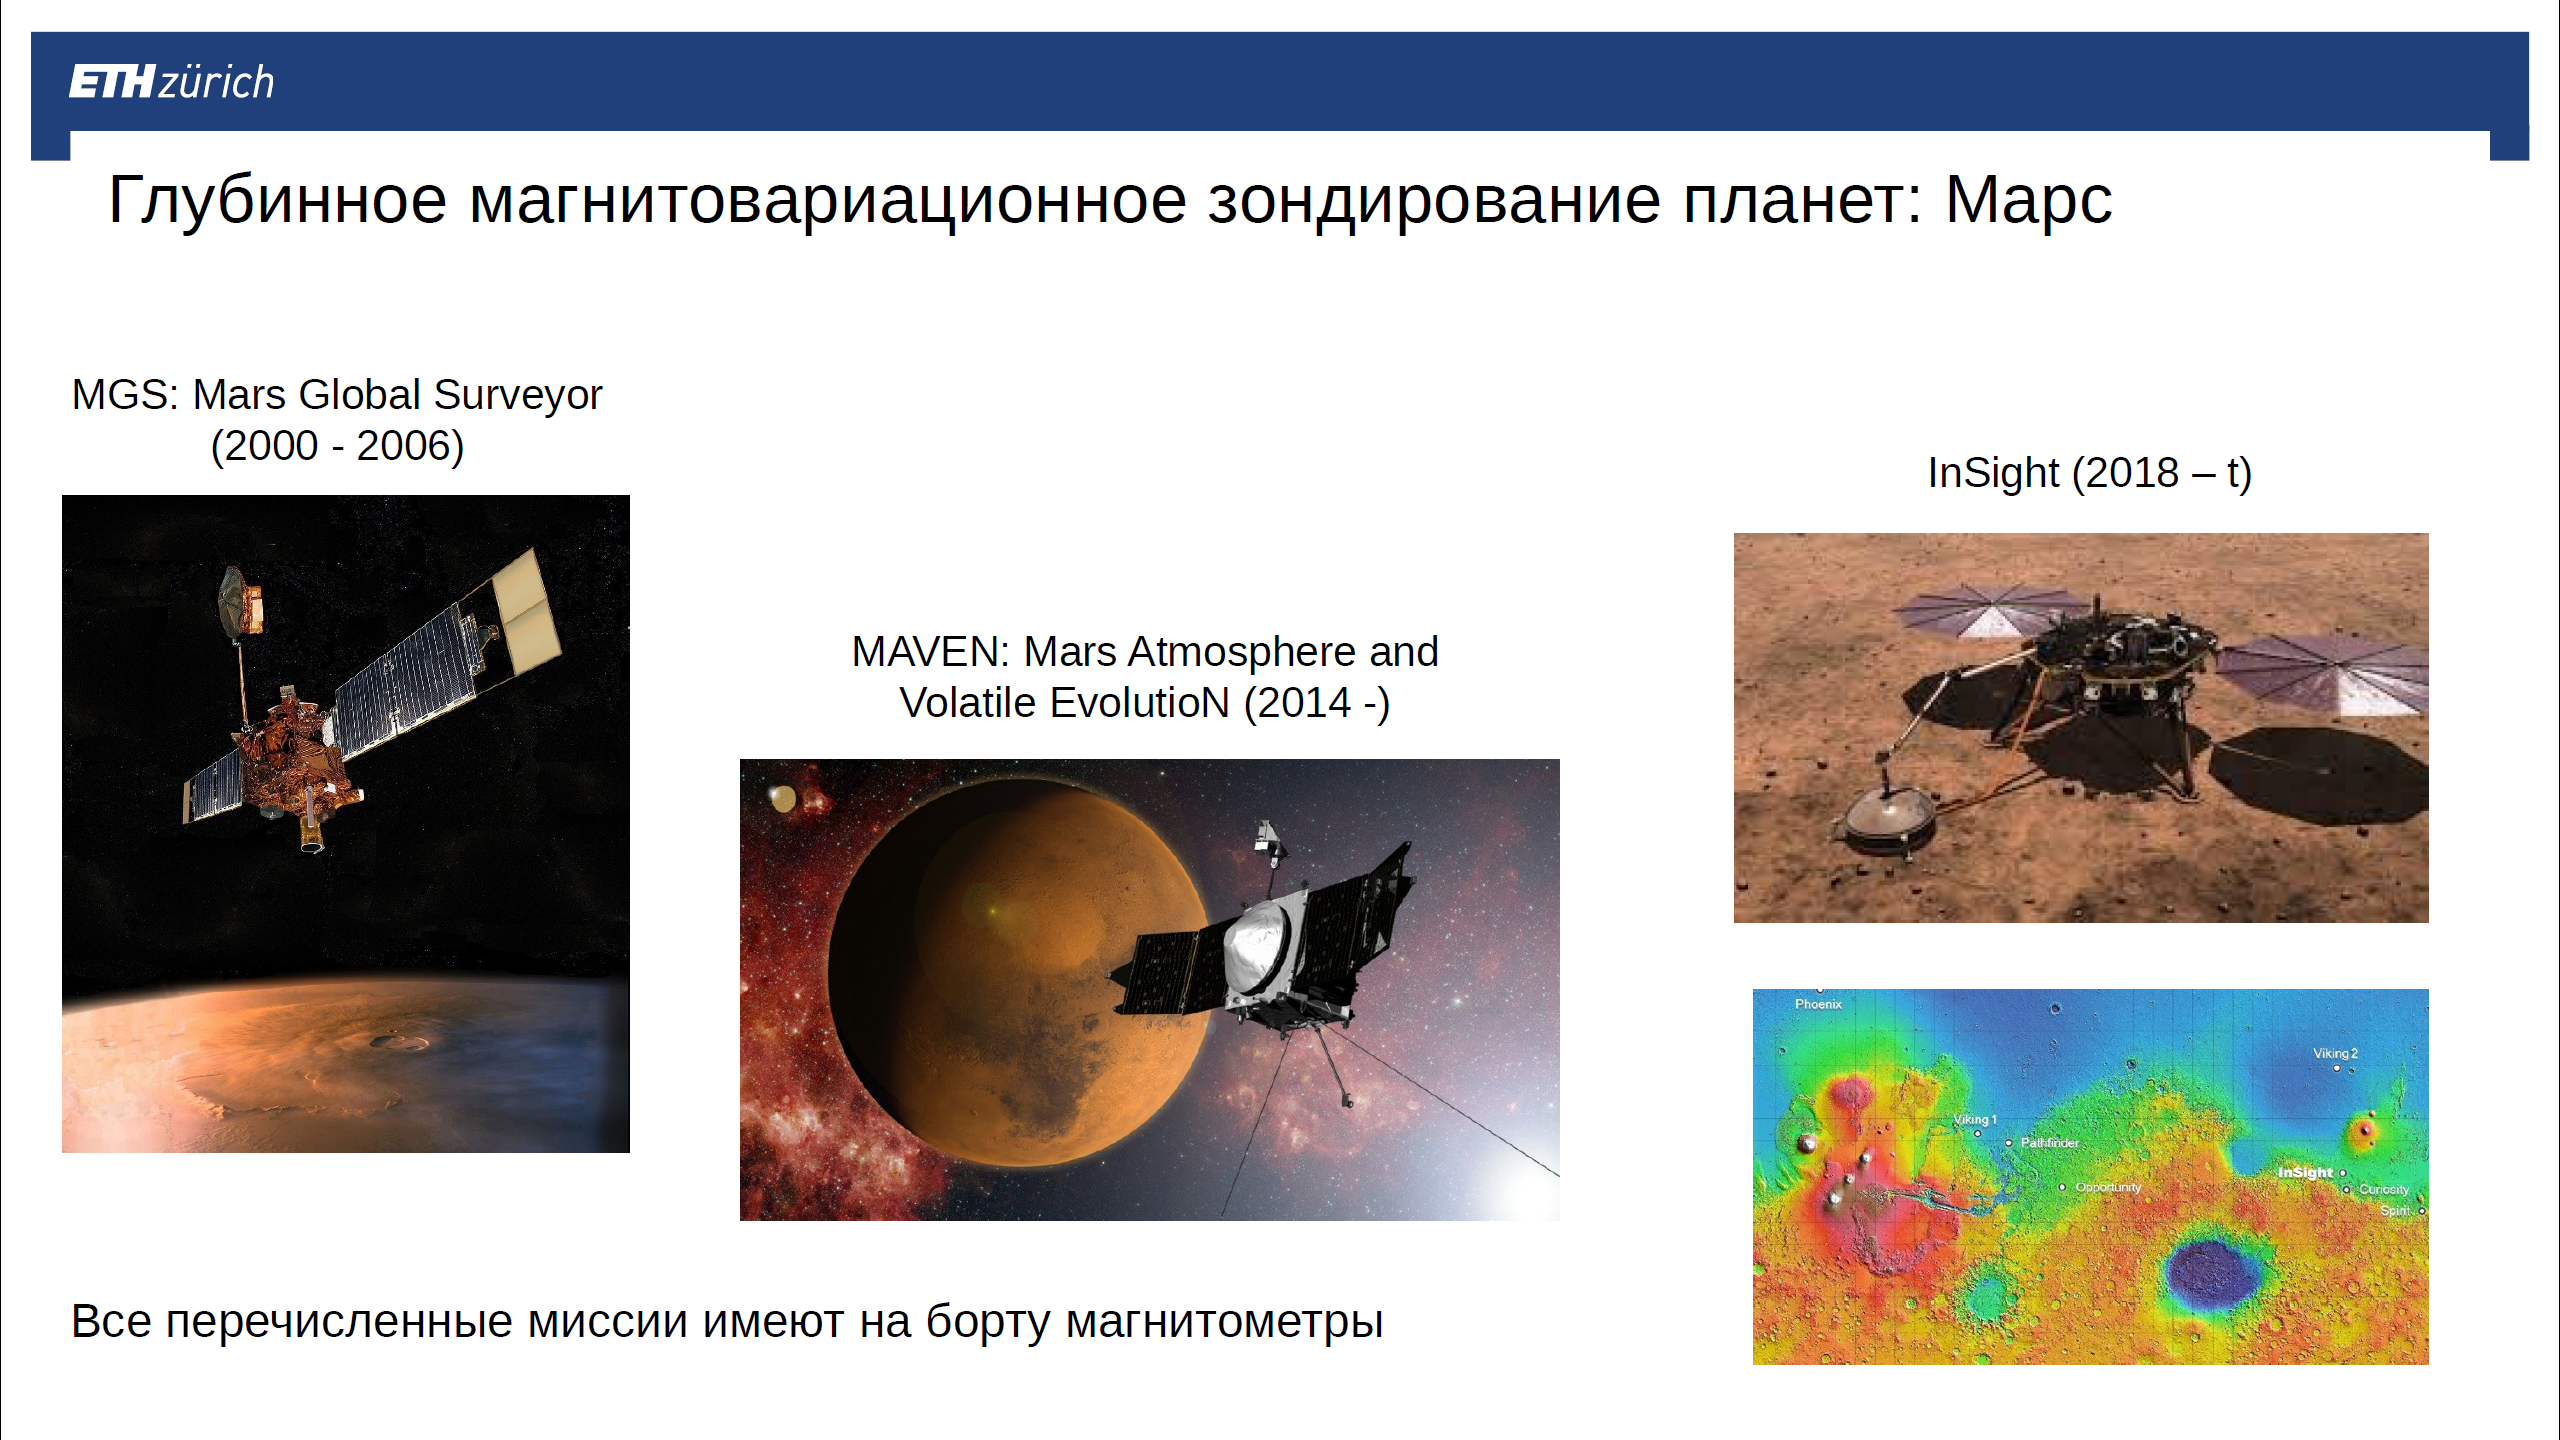 ETH zürich
Глубинное магнитовариационное зондирование планет: Марс
MGS: Mars Global Surveyor
(2000 - 2006)
MAVEN: Mars Atmosphere and
Volatile EvolutioN (2014 -)
InSight (2018 – t)
Phoenix
Viking 2
Viking 1
Pathfinder
InSight
Opportunity
Curiosity
Spirit
Все перечисленные миссии имеют на борту магнитометры